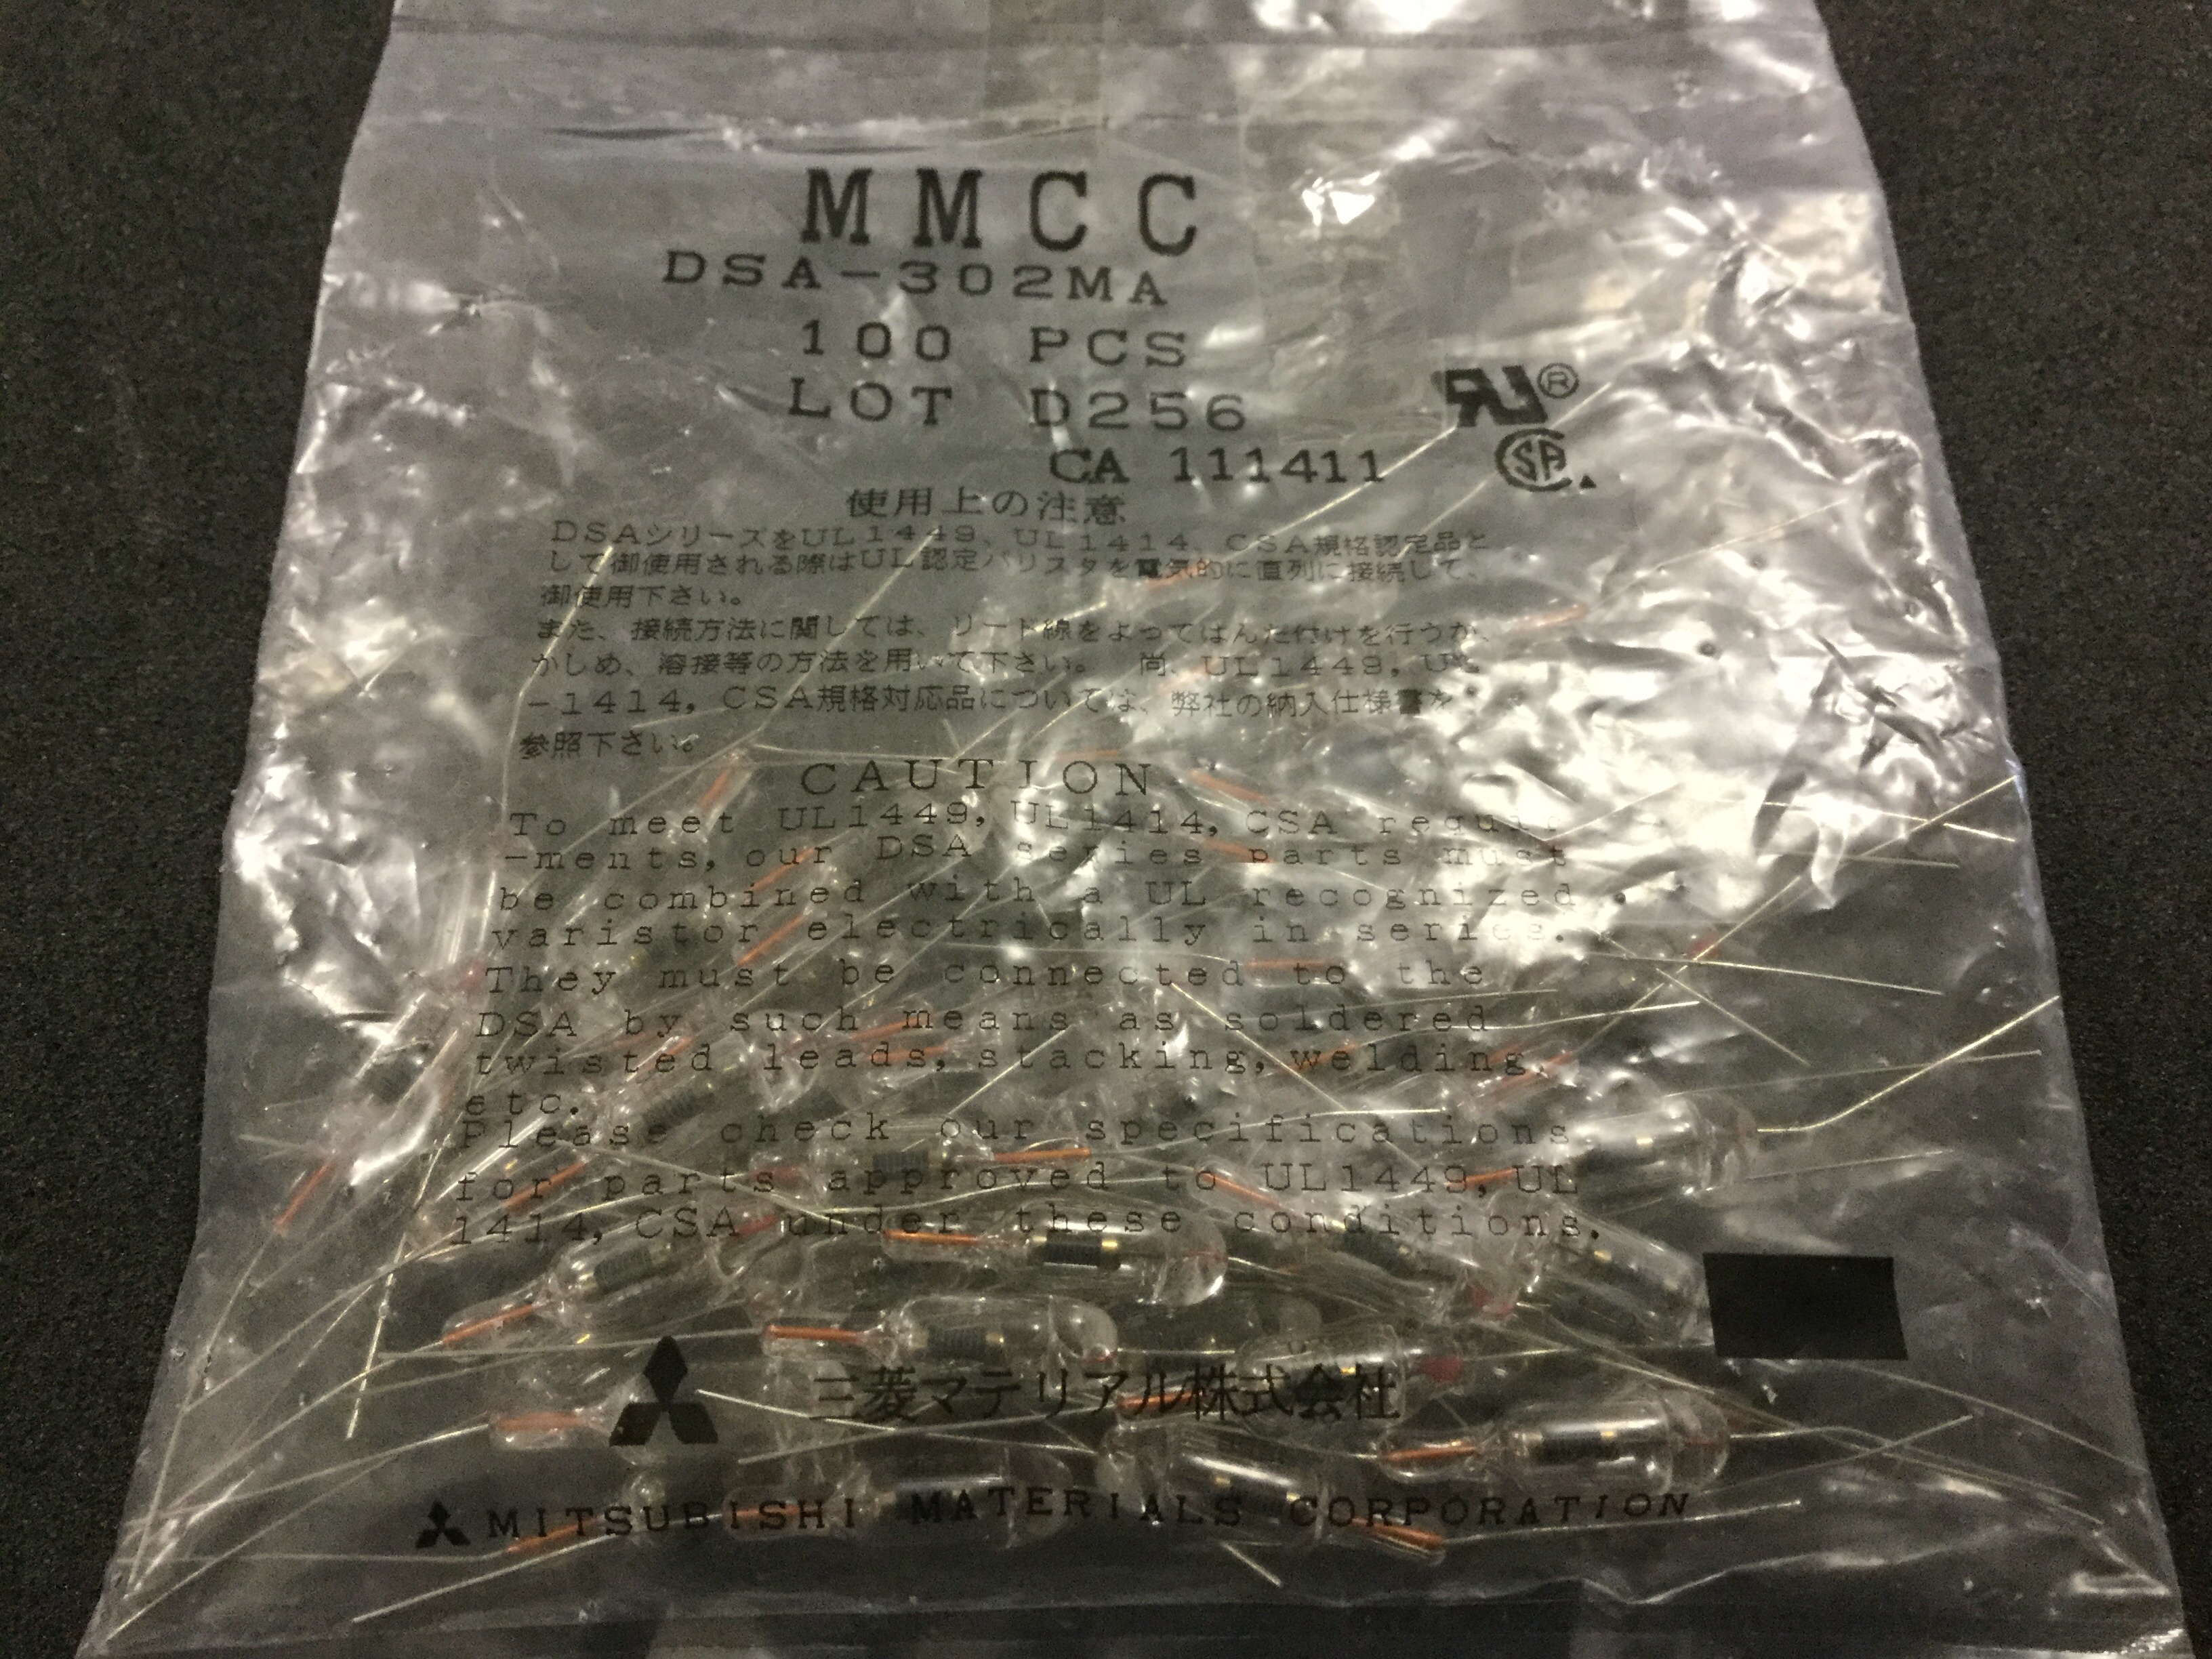 MMCC
DSA-302MA
100 PCS
LOT D256
CA 111411
使用上の注意
DSAシリーズをUL1449、UL1414、CSA規格認定品と
して御使用される際はUL認定バリスタを電気的に直列に接続して、
御使用下さい。
また、接続方法に関しては、リード線をよってはんだ付けを行うか、
かしめ、溶接等の方法を用いて下さい。 尚、UL1449、UL
-1414, CSA規格対応品については、弊社の納入仕様書を
参照下さい。
CAUTION
To meet UL1449, UL1414, CSA requir
-ments, our DSA series parts must
be combined with a UL recognized
varistor electrically in series.
They must be connected to the
DSA by such means as soldered
twisted leads, stacking, welding,
etc.
Please check our specifications
for parts approved to UL1449, UL
1414, CSA under these conditions.
三菱マテリアル株式会社
MITSUBISHI MATERIALS CORPORATION